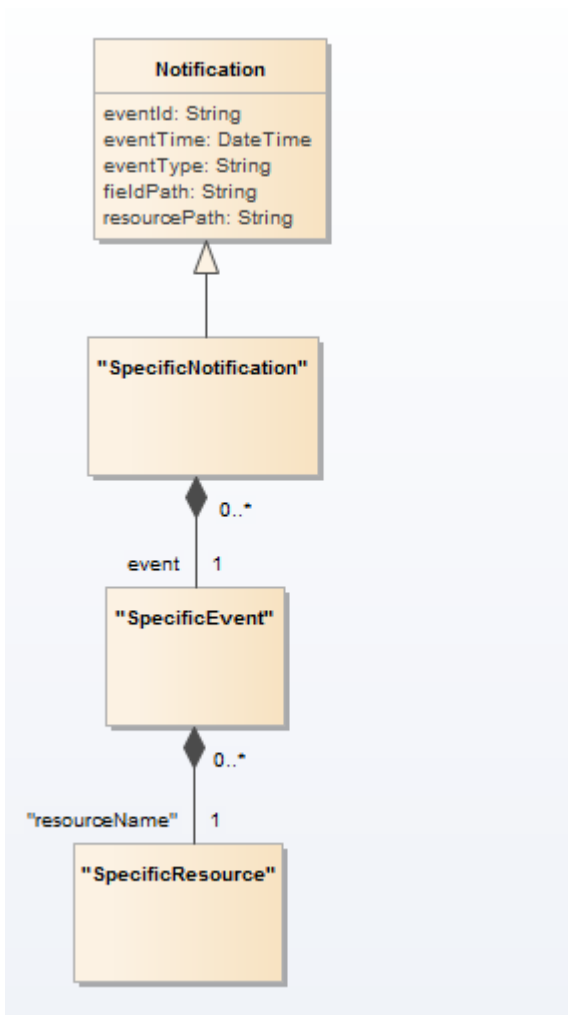 Notification
eventId: String
eventTime: DateTime
eventType: String
fieldPath: String
resourcePath: String
"SpecificNotification"
0..*
event 1
"SpecificEvent"
0..*
"resourceName" 1
"SpecificResource"